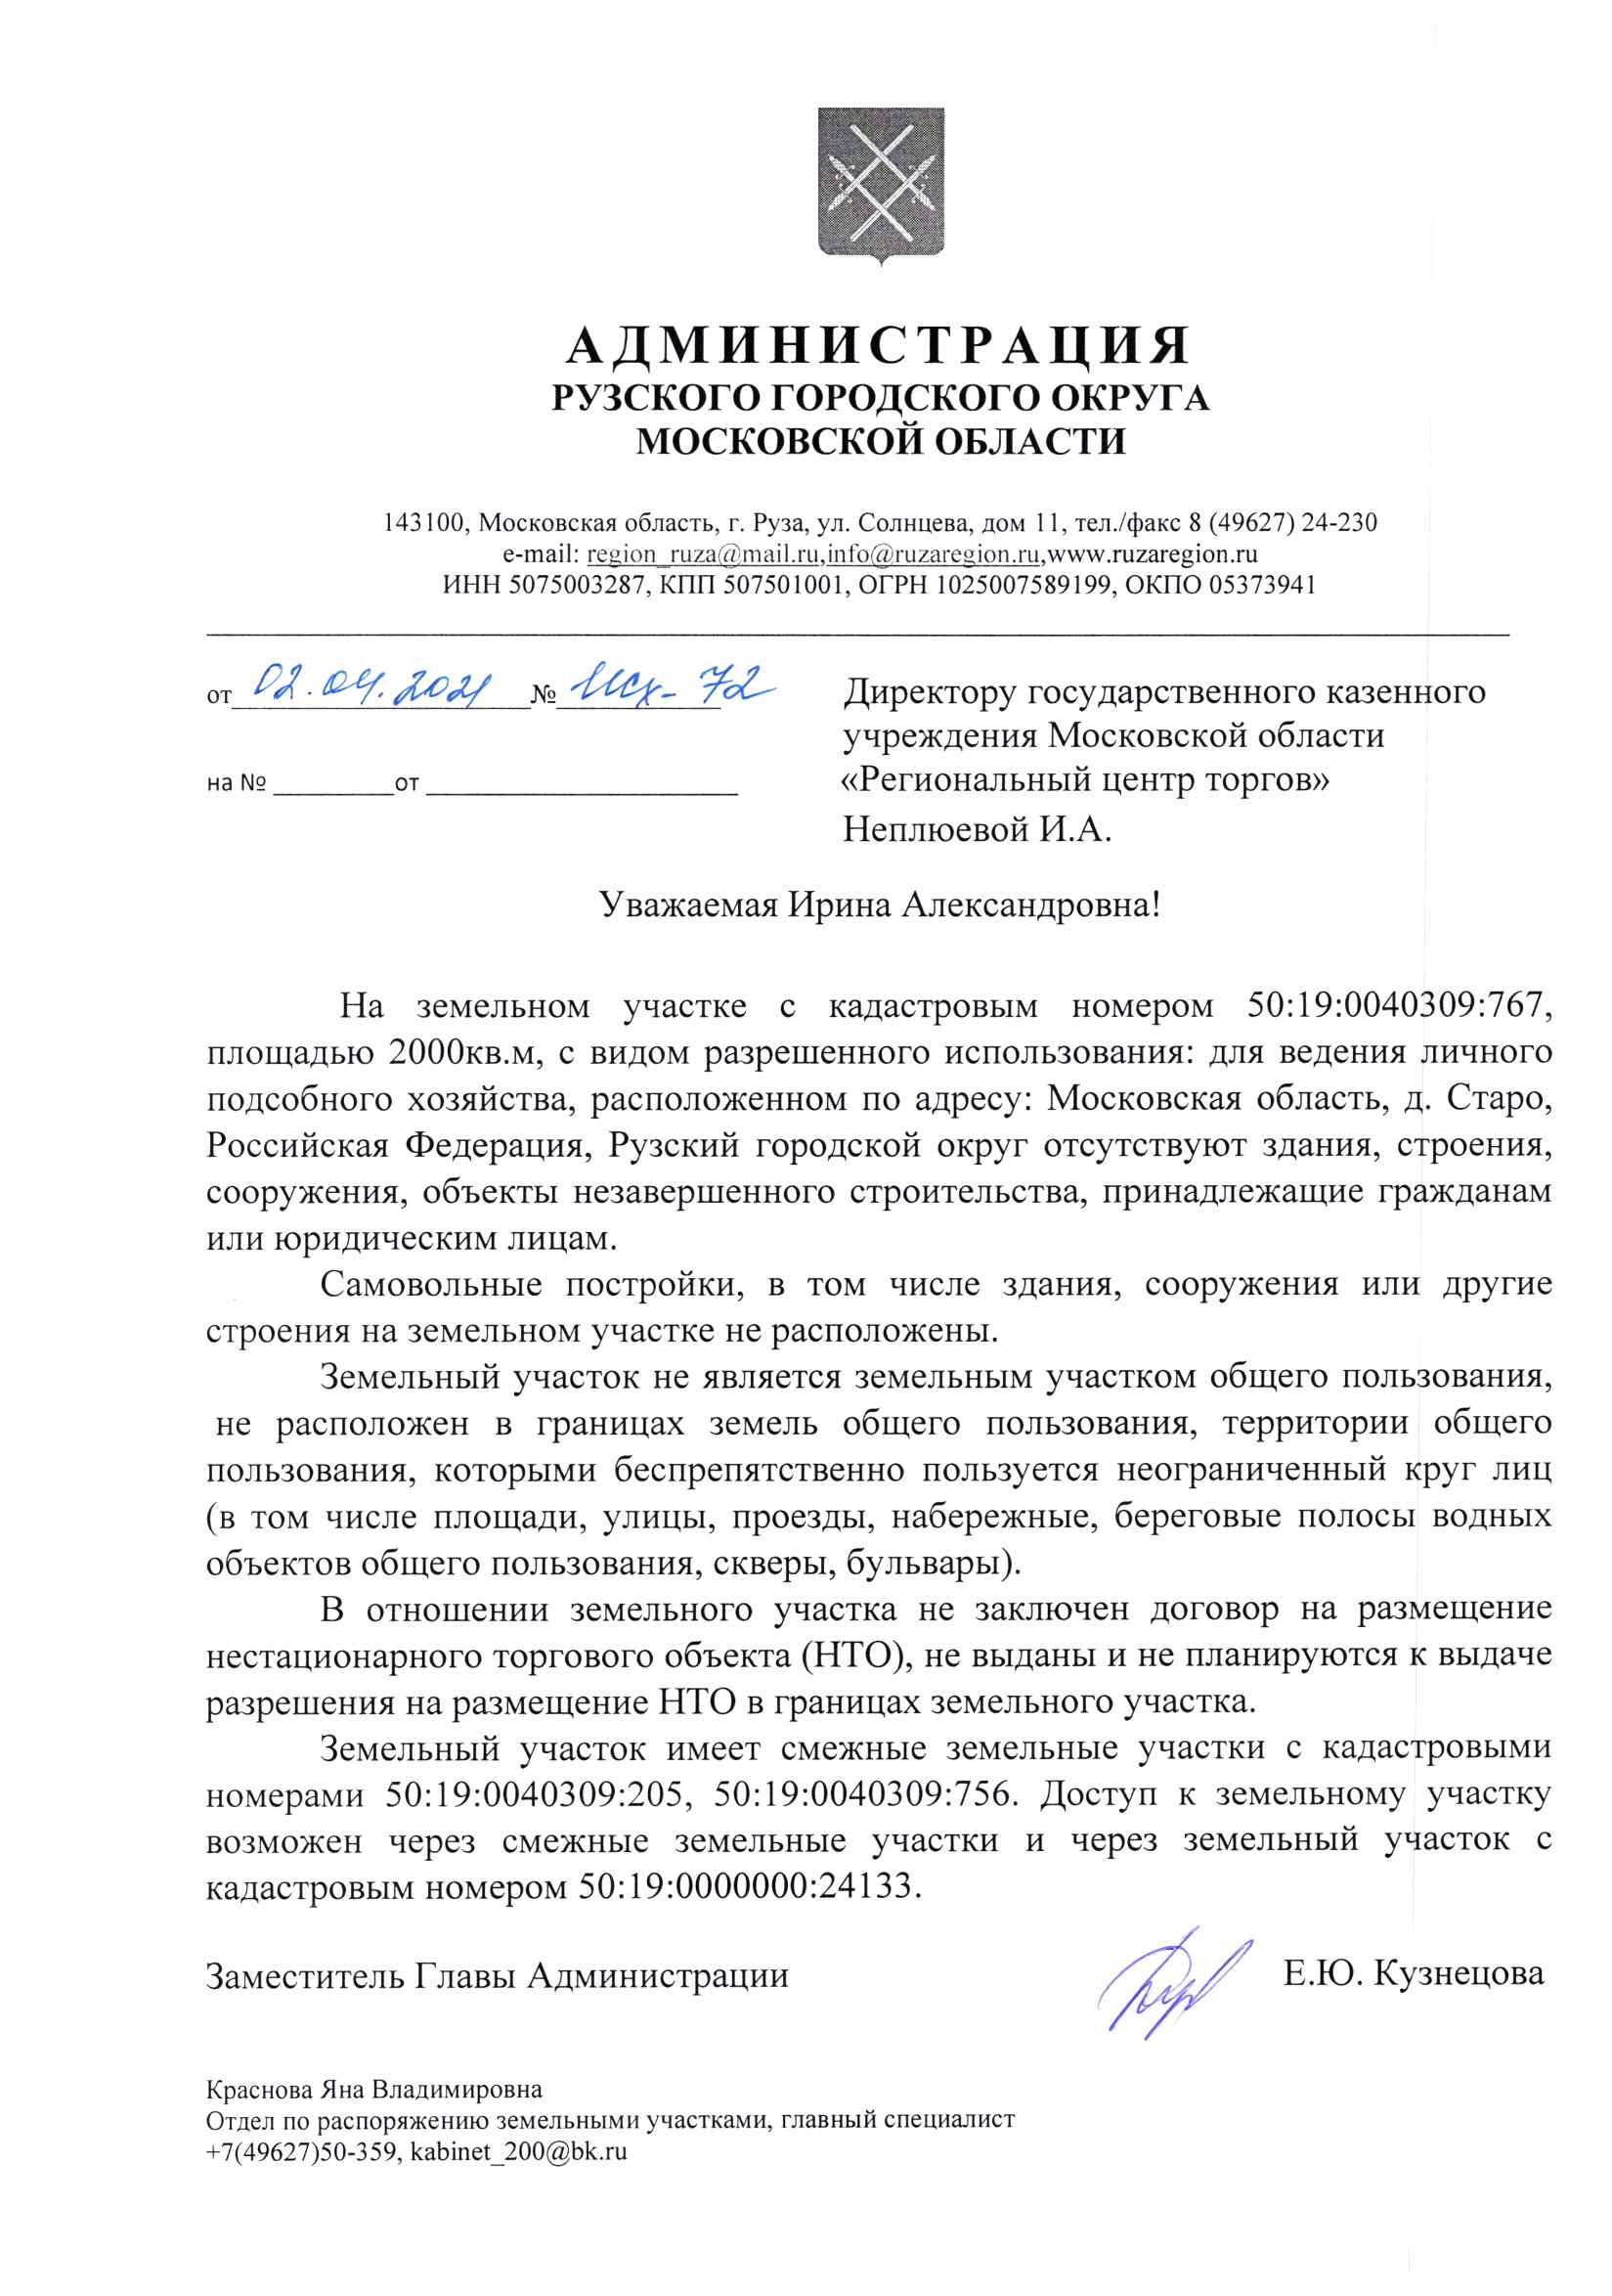 АДМИНИСТРАЦИЯ
РУЗСКОГО ГОРОДСКОГО ОКРУГА
МОСКОВСКОЙ ОБЛАСТИ
143100, Московская область, г. Руза, ул. Солнцева, дом 11, тел./факс 8 (49627) 24-230
e-mail: region_ruza@mail.ru,info@ruzaregion.ru,www.ruzaregion.ru
ИНН 5075003287, КПП 507501001, ОГРН 1025007589199, ОКПО 05373941
от 02.04.2021 № Исх- 72
на № от
Директору государственного казенного
учреждения Московской области
«Региональный центр торгов»
Неплюевой И.А.
Уважаемая Ирина Александровна!
На земельном участке с кадастровым номером 50:19:0040309:767,
площадью 2000кв.м, с видом разрешенного использования: для ведения личного
подсобного хозяйства, расположенном по адресу: Московская область, д. Старо,
Российская Федерация, Рузский городской округ отсутствуют здания, строения,
сооружения, объекты незавершенного строительства, принадлежащие гражданам
или юридическим лицам.
Самовольные постройки, в том числе здания, сооружения или другие
строения на земельном участке не расположены.
Земельный участок не является земельным участком общего пользования,
не расположен в границах земель общего пользования, территории общего
пользования, которыми беспрепятственно пользуется неограниченный круг лиц
(в том числе площади, улицы, проезды, набережные, береговые полосы водных
объектов общего пользования, скверы, бульвары).
В отношении земельного участка не заключен договор на размещение
нестационарного торгового объекта (НТО), не выданы и не планируются к выдаче
разрешения на размещение НТО в границах земельного участка.
Земельный участок имеет смежные земельные участки с кадастровыми
номерами 50:19:0040309:205, 50:19:0040309:756. Доступ к земельному участку
возможен через смежные земельные участки и через земельный участок с
кадастровым номером 50:19:0000000:24133.
Заместитель Главы Администрации Е.Ю. Кузнецова
Краснова Яна Владимировна
Отдел по распоряжению земельными участками, главный специалист
+7(49627)50-359, kabinet_200@bk.ru